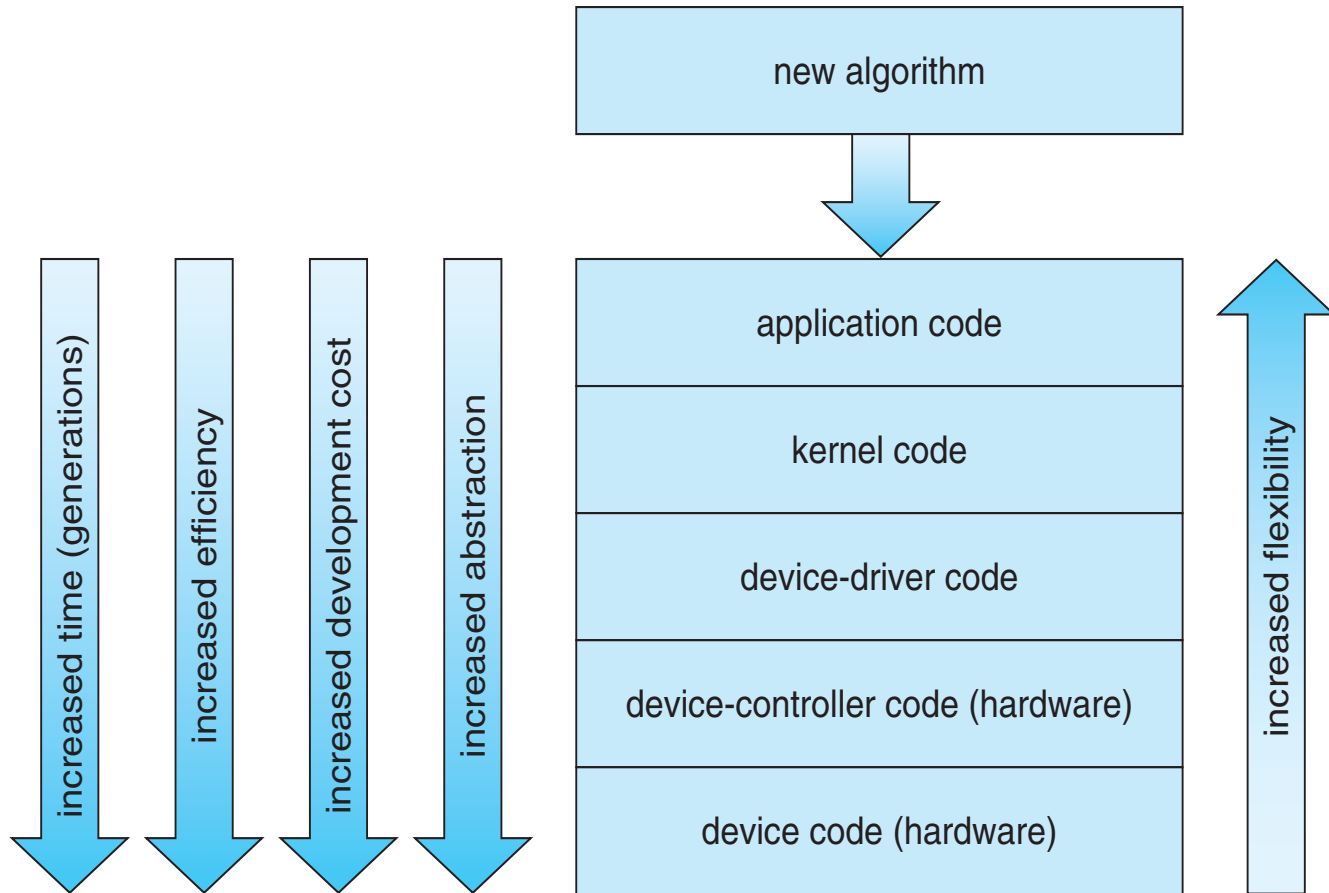 new algorithm
application code
kernel code
device-driver code
device-controller code (hardware)
device code (hardware)
increased time (generations)
increased efficiency
increased development cost
increased abstraction
increased flexibility